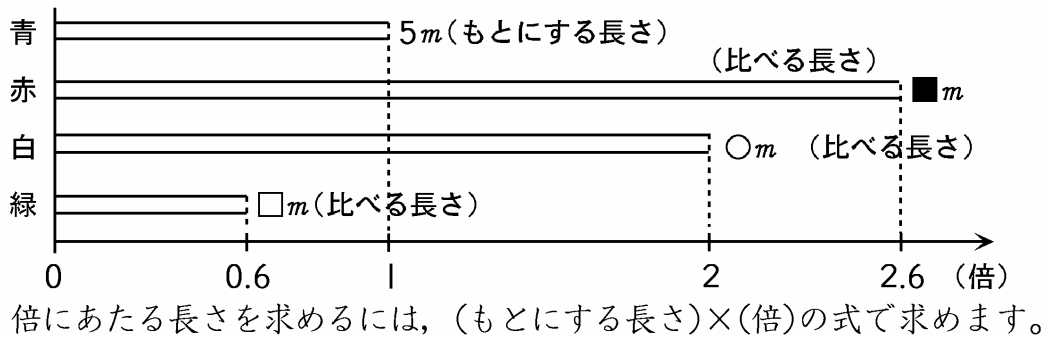 青 5m(もとにする長さ)
(比べる長さ)
赤 ■m
白 ○m (比べる長さ)
緑 □m(比べる長さ)
0 0.6 1 2 2.6 (倍)
倍にあたる長さを求めるには，(もとにする長さ)×(倍)の式で求めます。